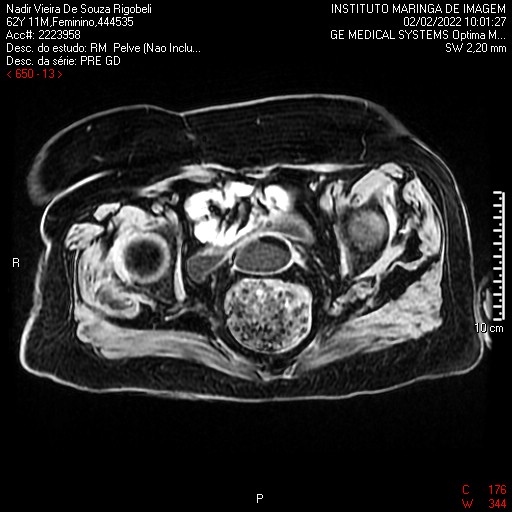 Nadir Vieira De Souza Rigobeli
62Y 11M,Feminino,444535
Acc#: 2223958
Desc. do estudo: RM  Pelve (Nao Inclu...
Desc. da série: PRE GD
< 650 - 13 >
INSTITUTO MARINGA DE IMAGEM
02/02/2022 10:01:27
GE MEDICAL SYSTEMS Optima M...
SW 2,20 mm
R
10 cm
P
C 176
W 344